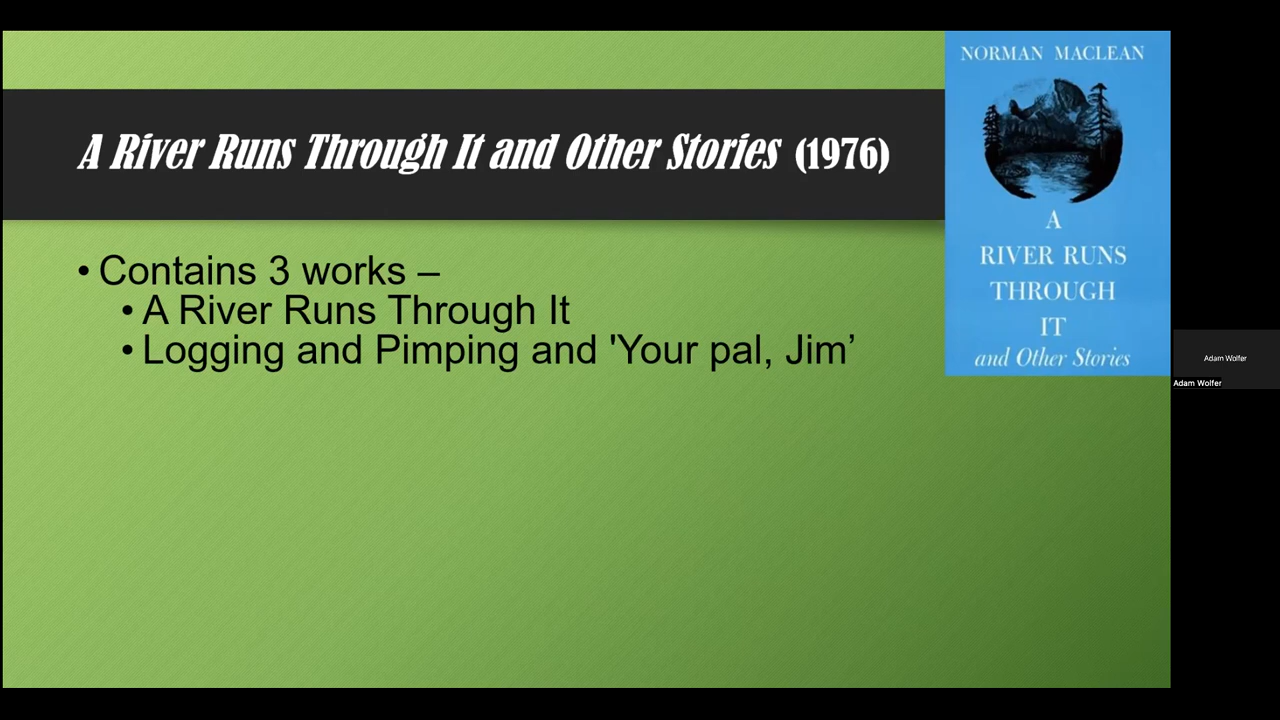 A River Runs Through It and Other Stories (1976)
• Contains 3 works –
• A River Runs Through It
• Logging and Pimping and 'Your pal, Jim’
NORMAN MACLEAN
A
RIVER RUNS
THROUGH
IT
and Other Stories
Adam Wolfer
Adam Wolfer